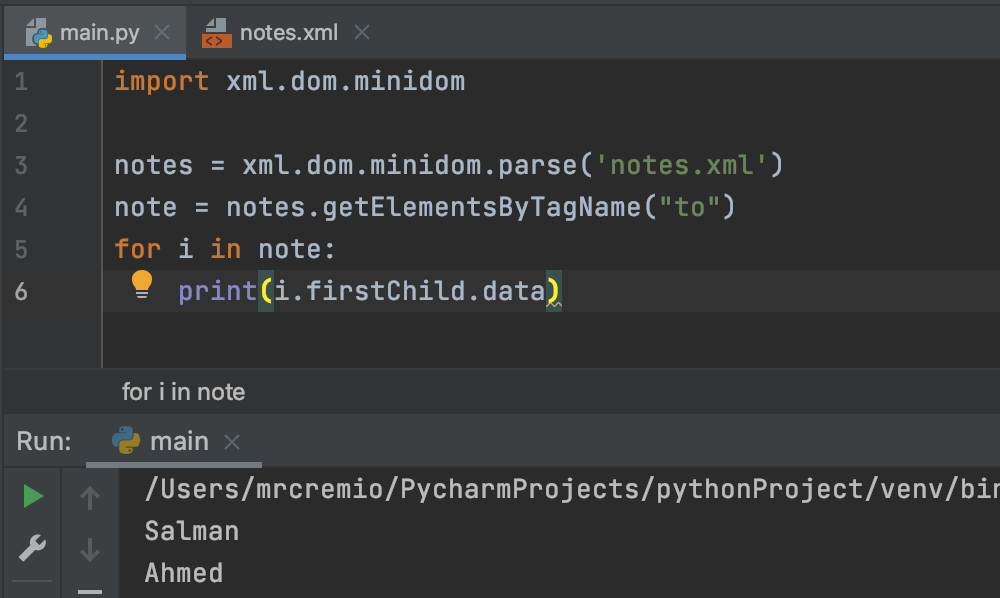 main.py notes.xml
1 import xml.dom.minidom
2
3 notes = xml.dom.minidom.parse('notes.xml')
4 note = notes.getElementsByTagName("to")
5 for i in note:
6 print(i.firstChild.data)
for i in note
Run: main
/Users/mrcremio/PycharmProjects/pythonProject/venv/bin
Salman
Ahmed